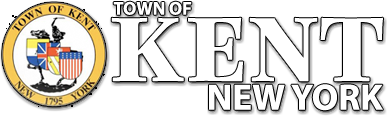 TOWN OF KENT
NEW 1795 YORK
TOWN OF
KENT
NEW YORK